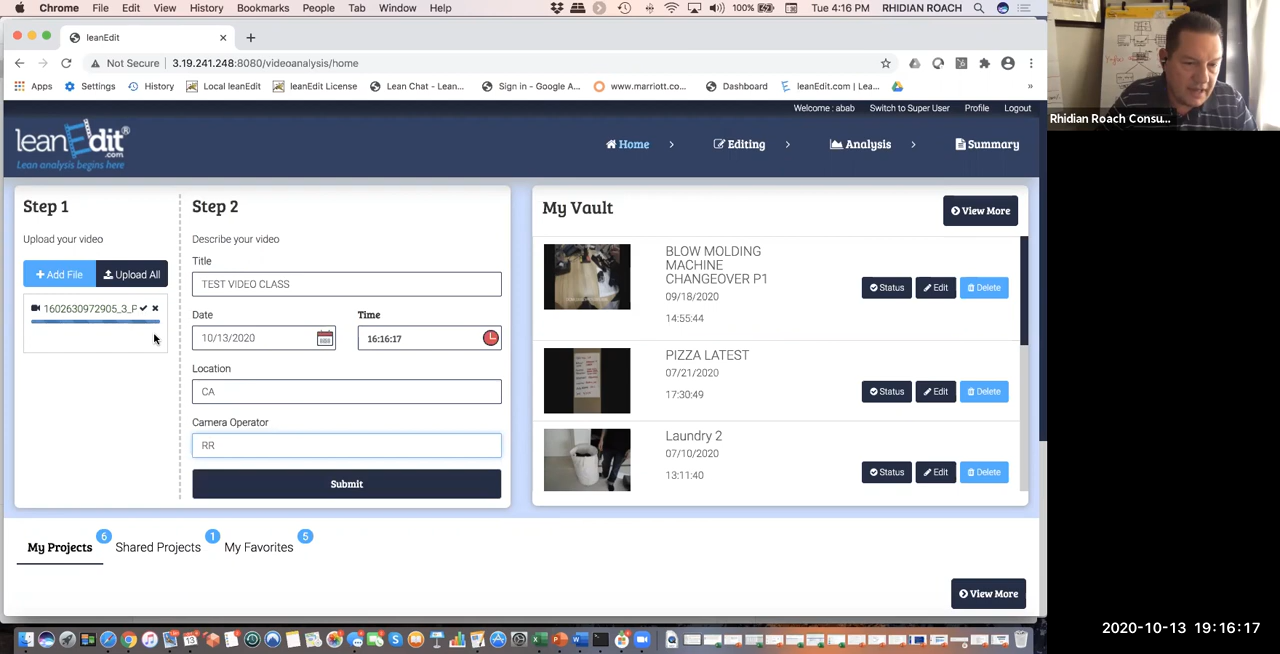 Chrome File Edit View History Bookmarks People Tab Window Help 100% Tue 4:16 PM RHIDIAN ROACH
leanEdit
Not Secure 3.19.241.248:8080/videoanalysis/home
Apps Settings History Local leanEdit leanEdit License Lean Chat - Lean... Sign in - Google A... www.marriott.co... Dashboard leanEdit.com | Lea... »
Rhidian Roach Consu...
Welcome : abab Switch to Super User Profile Logout
leanEdit®
.com
Lean analysis begins here
Home Editing Analysis Summary
Step 1
Upload your video
+ Add File Upload All
1602630972905_3_P
Step 2
Describe your video
Title
TEST VIDEO CLASS
Date Time
10/13/2020 16:16:17
Location
CA
Camera Operator
RR
Submit
My Vault View More
BLOW MOLDING
MACHINE
CHANGEOVER P1
09/18/2020
14:55:44
Status Edit Delete
PIZZA LATEST
07/21/2020
17:30:49
Status Edit Delete
Laundry 2
07/10/2020
13:11:40
Status Edit Delete
My Projects 6 Shared Projects 1 My Favorites 5
View More
2020-10-13 19:16:17